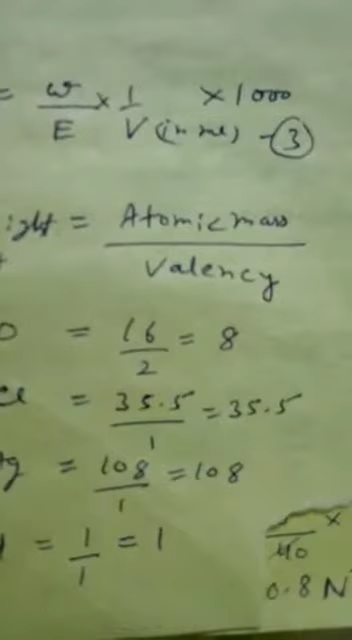 = w/E × 1/V (in ml) × 1000 - ③
ight = Atomic mass / Valency
O = 16/2 = 8
Cl = 35.5/1 = 35.5
g = 108/1 = 108
= 1/1 = 1
×
40
0.8 N